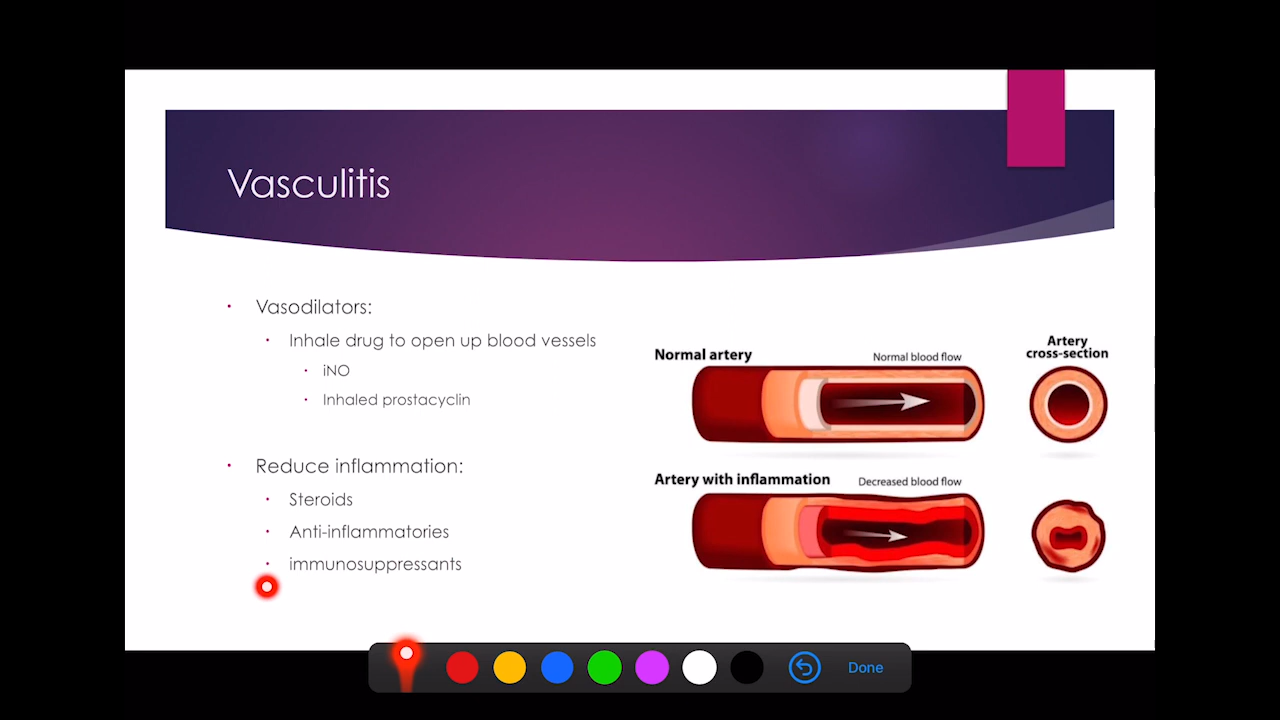 Vasculitis
Vasodilators:
Inhale drug to open up blood vessels
iNO
Inhaled prostacyclin
Reduce inflammation:
Steroids
Anti-inflammatories
immunosuppressants
Normal artery
Normal blood flow
Artery
cross-section
Artery with inflammation
Decreased blood flow
Done